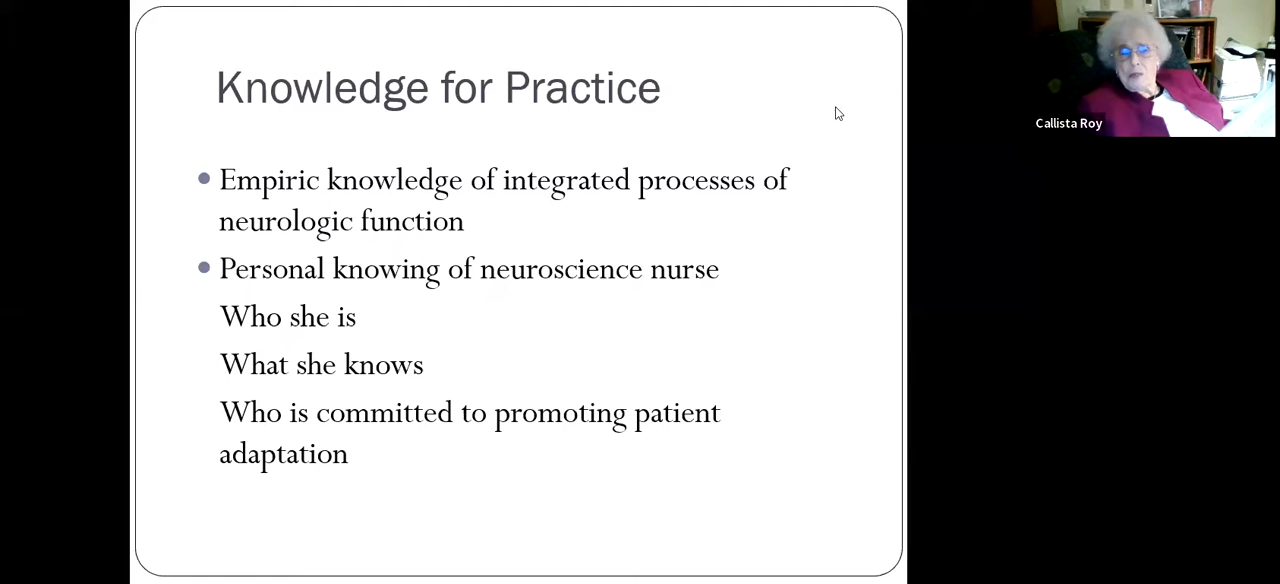 Knowledge for Practice
Empiric knowledge of integrated processes of
neurologic function
Personal knowing of neuroscience nurse
Who she is
What she knows
Who is committed to promoting patient
adaptation
Callista Roy